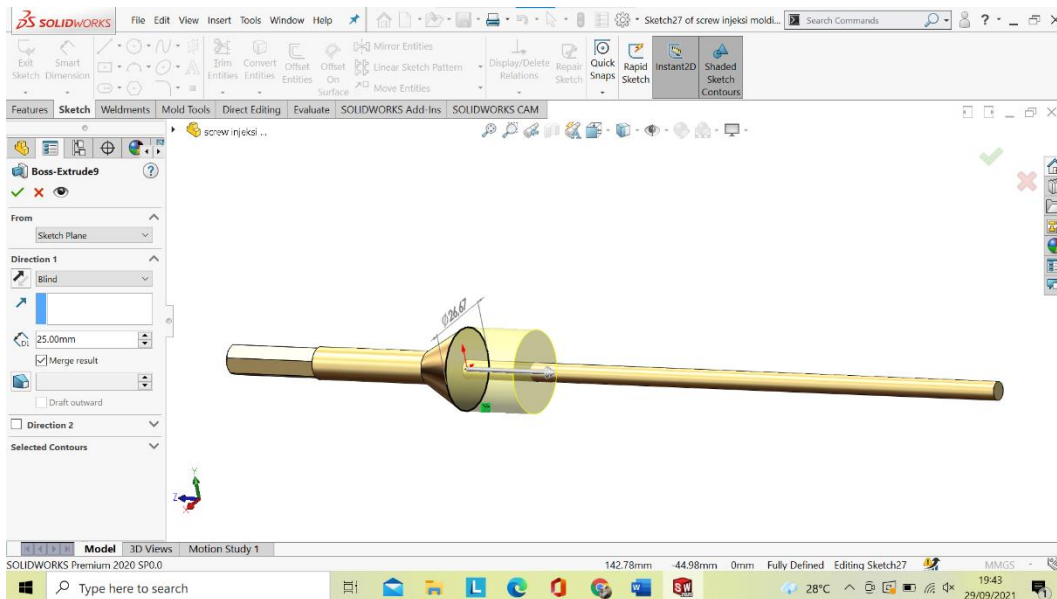 SOLIDWORKS File Edit View Insert Tools Window Help Sketch27 of screw injeksi moldi... Search Commands
Exit Sketch
Smart Dimension
Trim Entities
Convert Entities
Offset Entities
Offset On Surface
Mirror Entities
Linear Sketch Pattern
Move Entities
Display/Delete Relations
Repair Sketch
Quick Snaps
Rapid Sketch
Instant2D
Shaded Sketch Contours
Features Sketch Weldments Mold Tools Direct Editing Evaluate SOLIDWORKS Add-Ins SOLIDWORKS CAM
screw injeksi ...
Boss-Extrude9
From
Sketch Plane
Direction 1
Blind
25.00mm
Merge result
Draft outward
Direction 2
Selected Contours
Ø26,67
Y
Z
X
Model 3D Views Motion Study 1
SOLIDWORKS Premium 2020 SP0.0 142.78mm -44.98mm 0mm Fully Defined Editing Sketch27 MMGS
Type here to search
28°C
19:43
29/09/2021